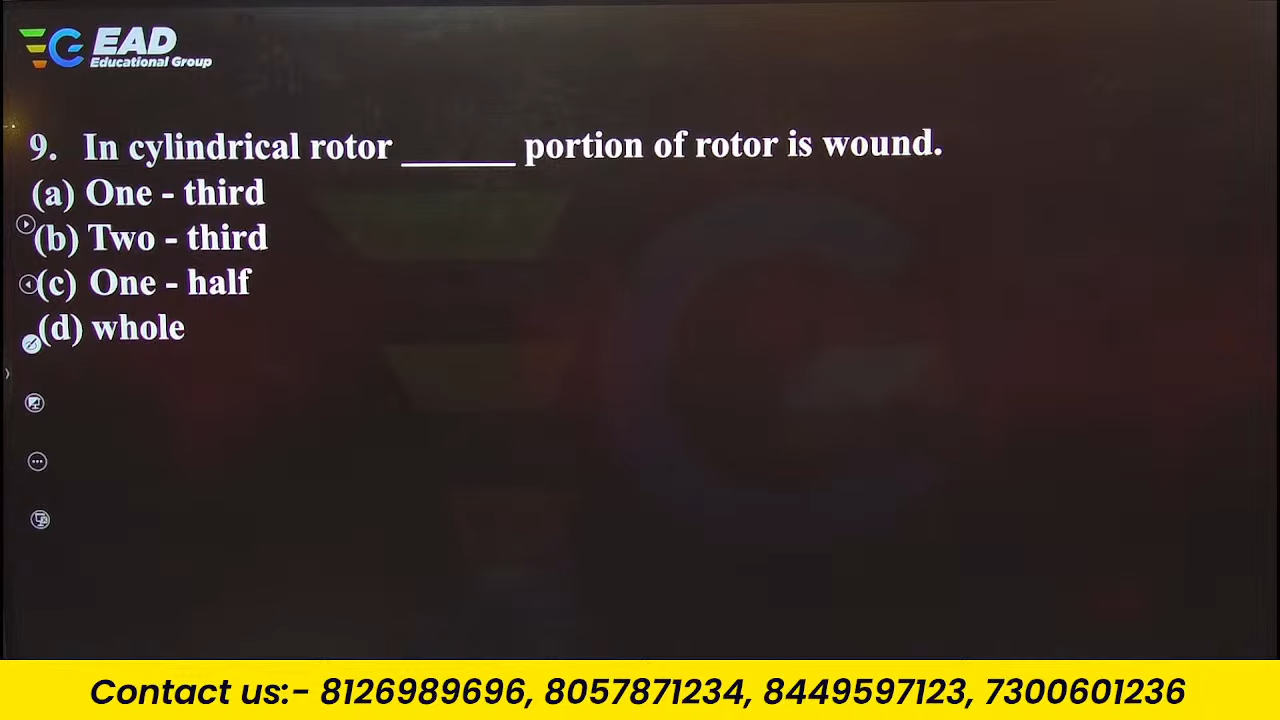 EAD
Educational Group
9. In cylindrical rotor ______ portion of rotor is wound.
(a) One - third
(b) Two - third
(c) One - half
(d) whole
Contact us:- 8126989696, 8057871234, 8449597123, 7300601236